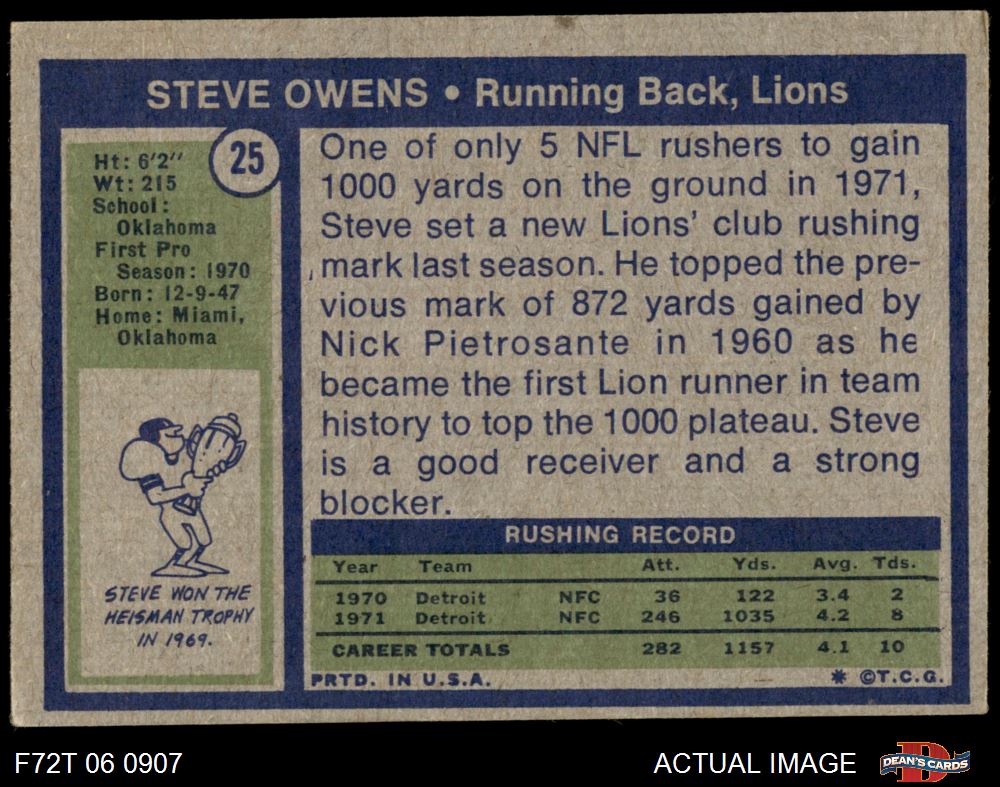 STEVE OWENS • Running Back, Lions
25
Ht: 6'2"
Wt: 215
School:
Oklahoma
First Pro
Season: 1970
Born: 12-9-47
Home: Miami,
Oklahoma
STEVE WON THE
HEISMAN TROPHY
IN 1969.
One of only 5 NFL rushers to gain
1000 yards on the ground in 1971,
Steve set a new Lions' club rushing
mark last season. He topped the pre-
vious mark of 872 yards gained by
Nick Pietrosante in 1960 as he
became the first Lion runner in team
history to top the 1000 plateau. Steve
is a good receiver and a strong
blocker.
RUSHING RECORD
Year Team Att. Yds. Avg. Tds.
1970 Detroit NFC 36 122 3.4 2
1971 Detroit NFC 246 1035 4.2 8
CAREER TOTALS 282 1157 4.1 10
PRTD. IN U.S.A. * ©T.C.G.
F72T 06 0907 ACTUAL IMAGE D DEAN'S CARDS